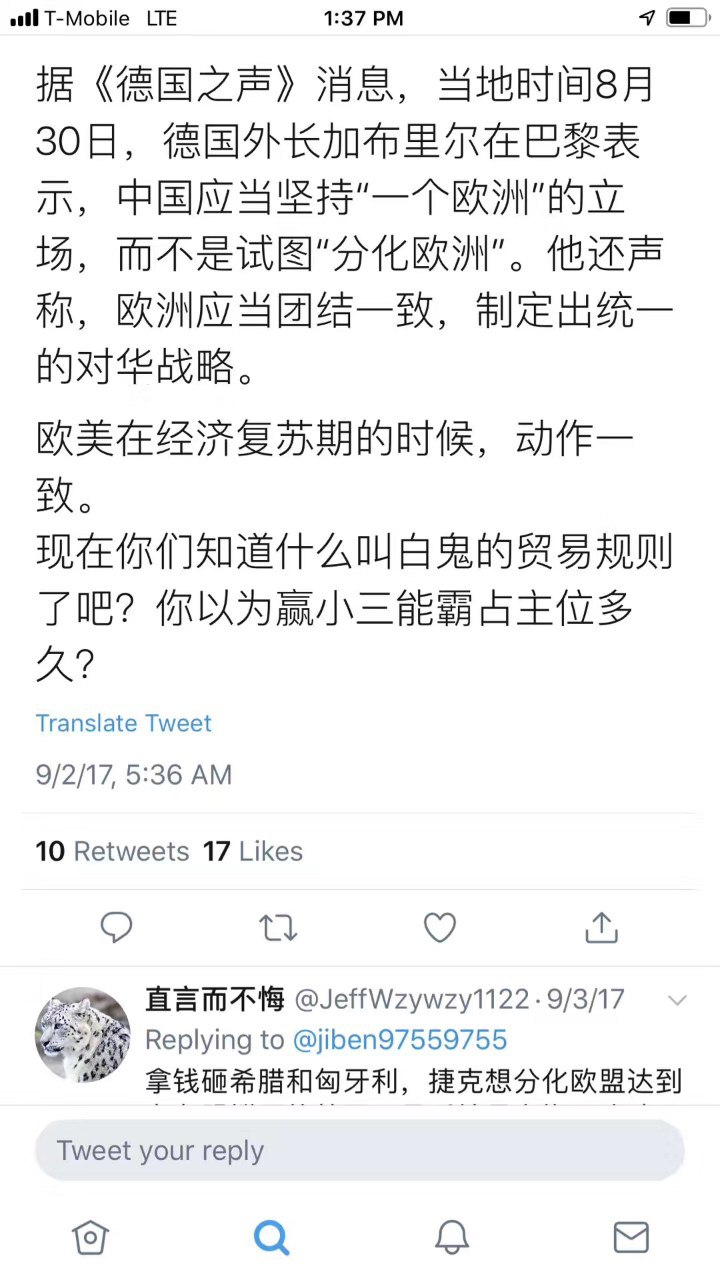 T-Mobile LTE 1:37 PM
据《德国之声》消息，当地时间8月
30日，德国外长加布里尔在巴黎表
示，中国应当坚持“一个欧洲”的立
场，而不是试图“分化欧洲”。他还声
称，欧洲应当团结一致，制定出统一
的对华战略。
欧美在经济复苏期的时候，动作一
致。
现在你们知道什么叫白鬼的贸易规则
了吧？你以为赢小三能霸占主位多
久？
Translate Tweet
9/2/17, 5:36 AM
10 Retweets 17 Likes
直言而不悔 @JeffWzywzy1122 · 9/3/17
Replying to @jiben97559755
拿钱砸希腊和匈牙利，捷克想分化欧盟达到
Tweet your reply